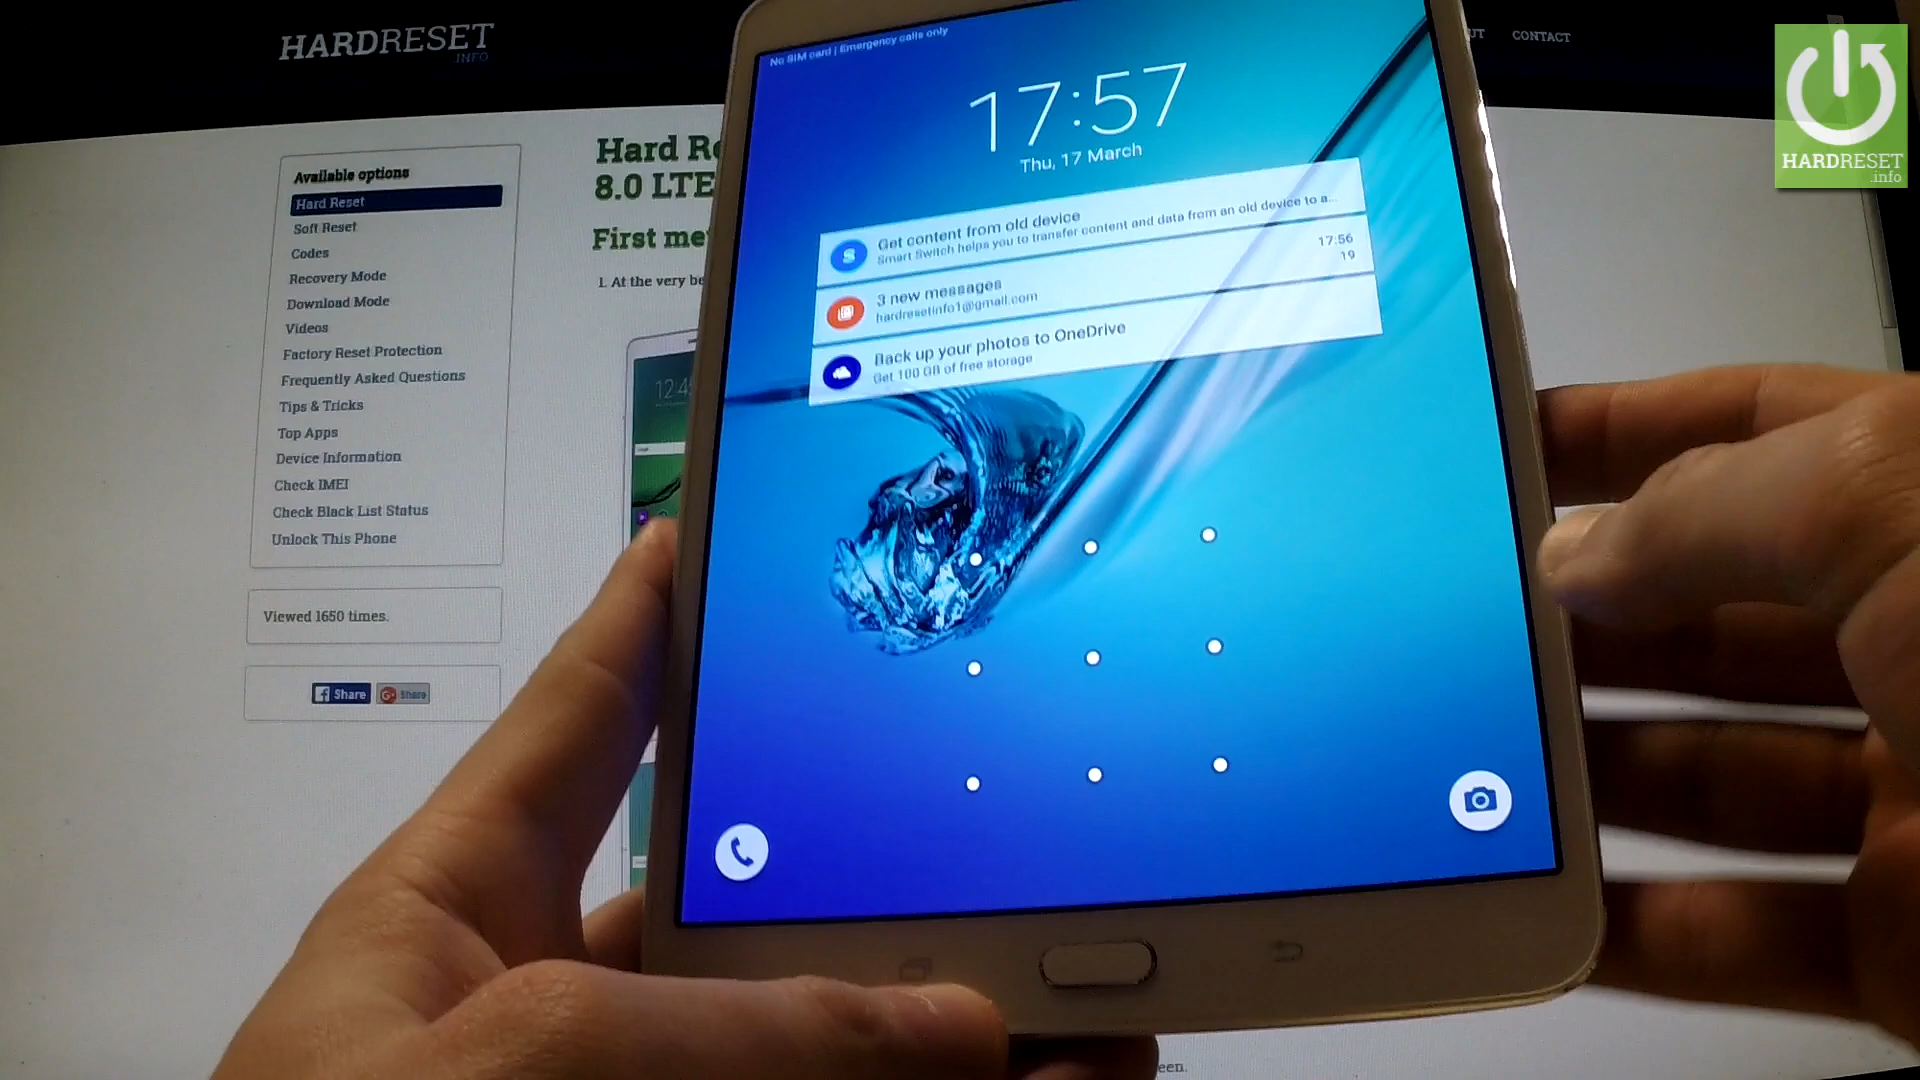 HARDRESET
.INFO
CONTACT
HARDRESET
.info
Available options
Hard Reset
Soft Reset
Codes
Recovery Mode
Download Mode
Videos
Factory Reset Protection
Frequently Asked Questions
Tips & Tricks
Top Apps
Device Information
Check IMEI
Check Black List Status
Unlock This Phone
Viewed 1650 times.
Share
Share
Hard Re
8.0 LTE
First me
1. At the very be
No SIM card | Emergency calls only
17:57
Thu, 17 March
Get content from old device
Smart Switch helps you to transfer content and data from an old device to a...
3 new messages
17:56
hardresetinfo1@gmail.com
19
Back up your photos to OneDrive
Get 100 GB of free storage
een.